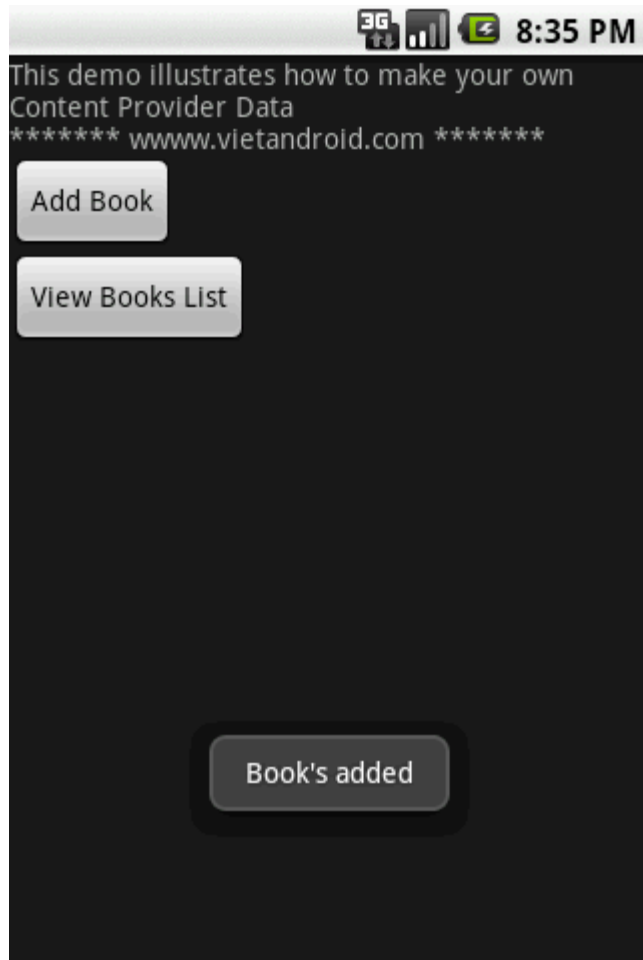 3G 8:35 PM
This demo illustrates how to make your own
Content Provider Data
******* wwww.vietandroid.com *******
Add Book
View Books List
Book's added